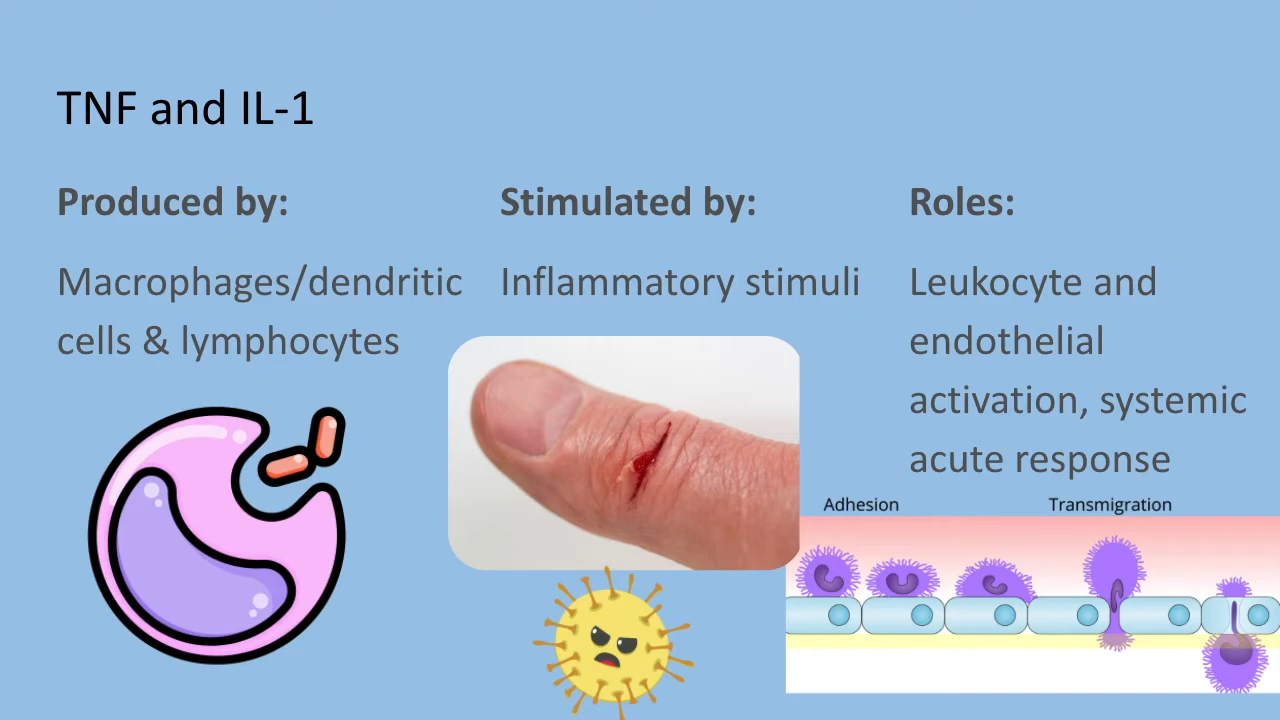 TNF and IL-1
Produced by:
Macrophages/dendritic
cells & lymphocytes
Stimulated by:
Inflammatory stimuli
Roles:
Leukocyte and
endothelial
activation, systemic
acute response
Adhesion
Transmigration